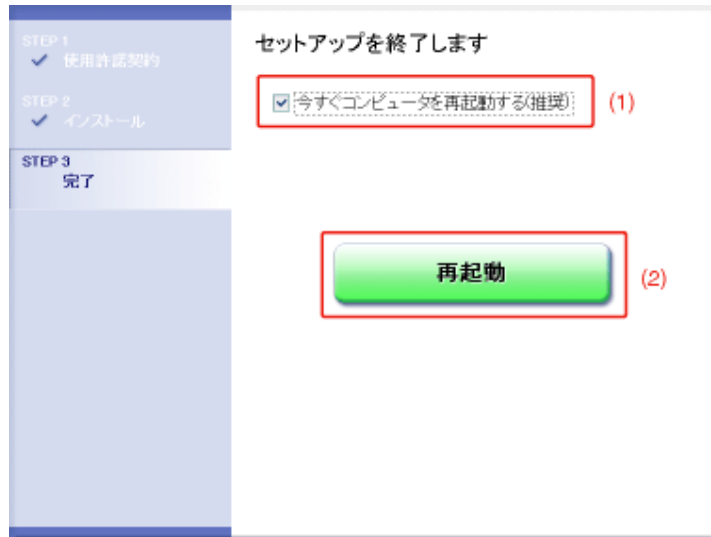 STEP 1
使用許諾契約
STEP 2
インストール
STEP 3
完了
セットアップを終了します
今すぐコンピュータを再起動する(推奨)
(1)
再起動
(2)